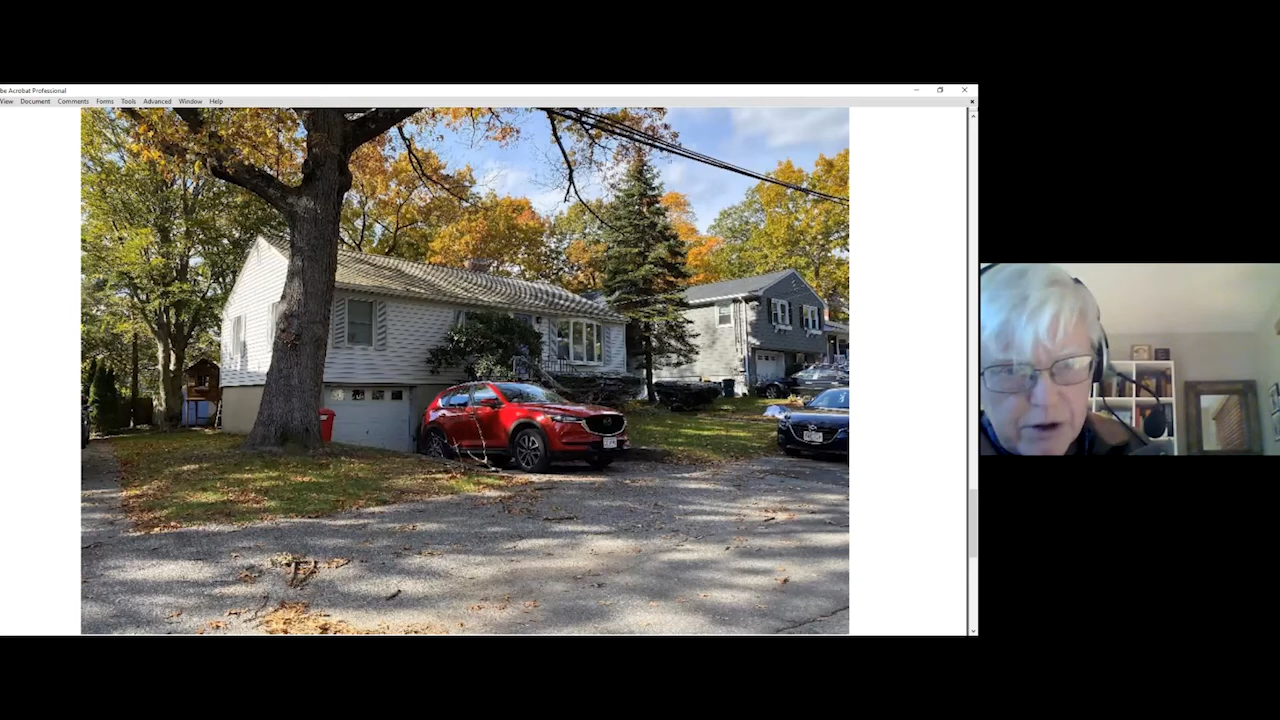 be Acrobat Professional
View Document Comments Forms Tools Advanced Window Help